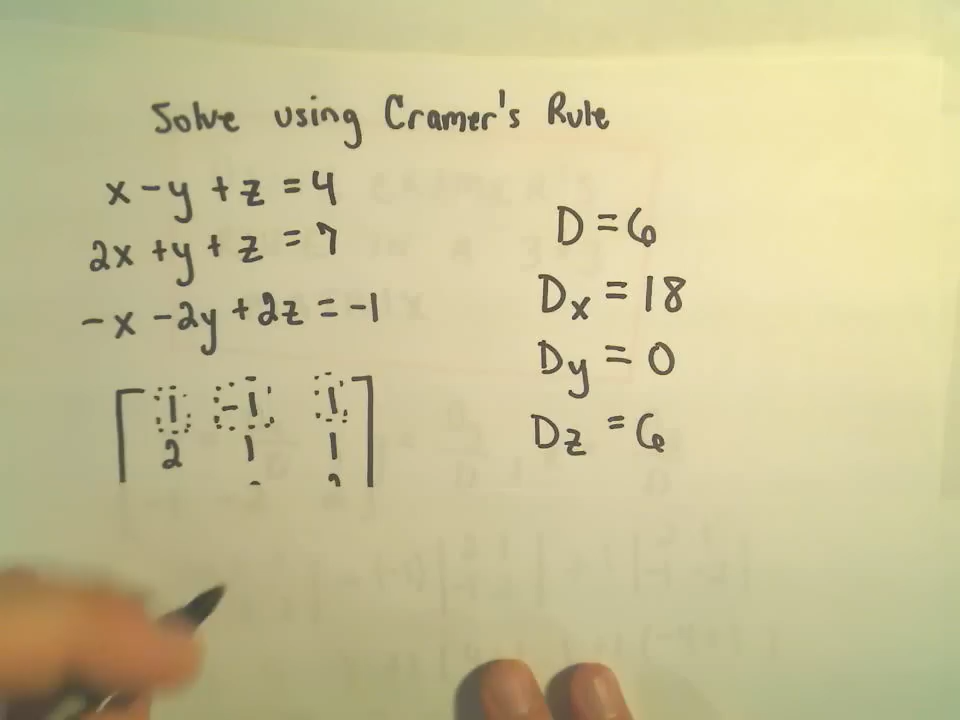 Solve using Cramer's Rule
x - y + z = 4
2x + y + z = 7
-x - 2y + 2z = -1
1 -1 1
2 1 1
D = 6
Dx = 18
Dy = 0
Dz = 6